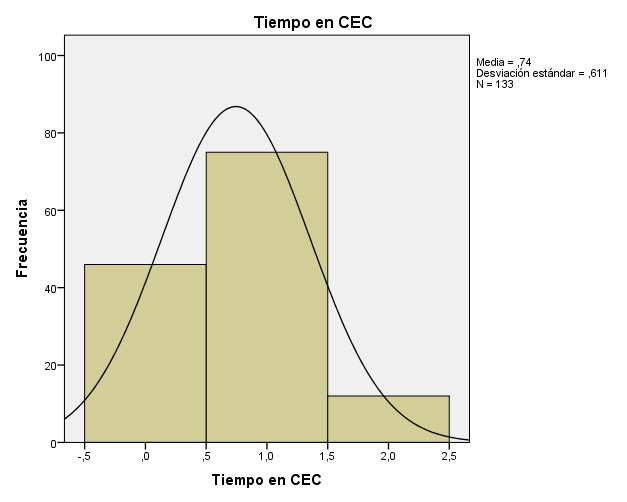 Tiempo en CEC
Media = ,74
Desviación estándar = ,611
N = 133
100
80
60
40
20
0
Frecuencia
-,5
,0
,5
1,0
1,5
2,0
2,5
Tiempo en CEC